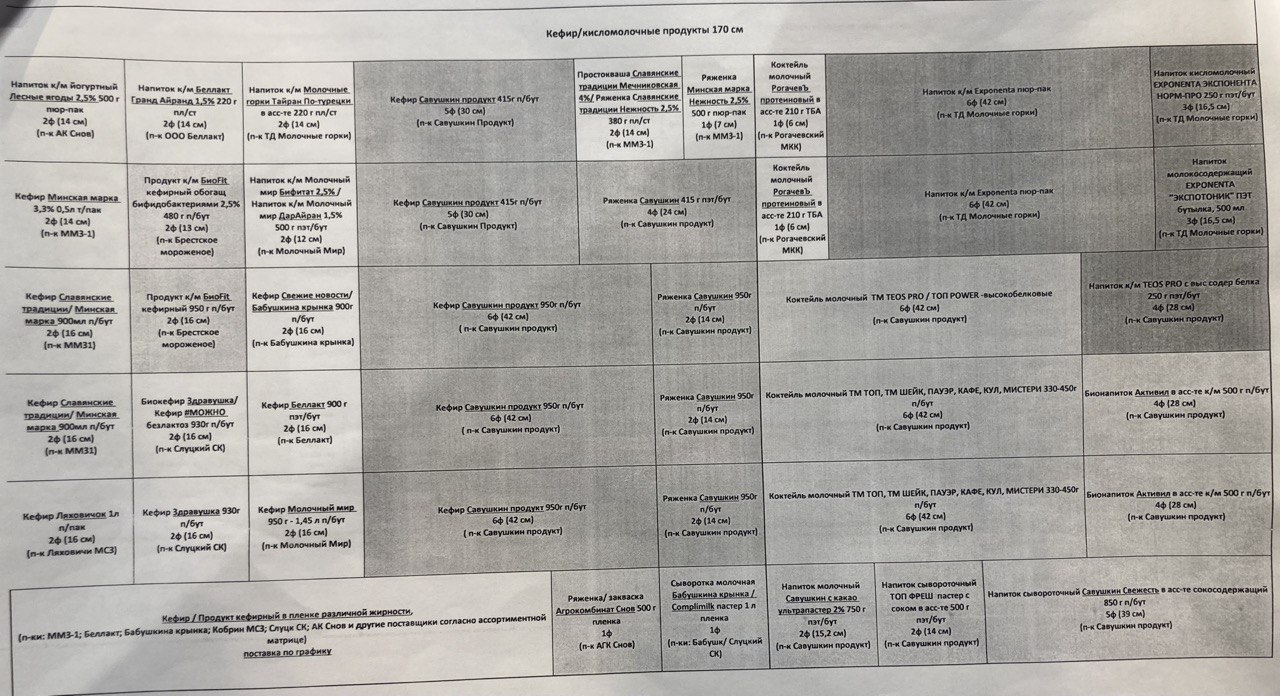 Кефир/кисломолочные продукты 170 см
Напиток к/м йогуртный
Лесные ягоды 2,5% 500 г
пюр-пак
2ф (14 см)
(п-к АК Снов)
Напиток к/м Беллакт
Гранд Айранд 1,5% 220 г
пл/ст
2ф (14 см)
(п-к ООО Беллакт)
Напиток к/м Молочные
горки Тайран По-турецки
в асс-те 220 г пл/ст
2ф (14 см)
(п-к ТД Молочные горки)
Кефир Савушкин продукт 415г п/бут
5ф (30 см)
(п-к Савушкин Продукт)
Простокваша Славянские
традиции Мечниковская
4%/ Ряженка Славянские
традиции Нежность 2,5%
380 г пл/ст
2ф (14 см)
(п-к ММЗ-1)
Ряженка
Минская марка
Нежность 2,5%
500 г пюр-пак
1ф (7 см)
(п-к ММЗ-1)
Коктейль
молочный
РогачевЪ
протеиновый в
асс-те 210 г ТБА
1ф (6 см)
(п-к Рогачевский
МКК)
Напиток к/м Exponenta пюр-пак
6ф (42 см)
(п-к ТД Молочные горки)
Напиток кисломолочный
EXPONENTA ЭКСПОНЕНТА
НОРМ-ПРО 250 г пэт/бут
3ф (16,5 см)
(п-к ТД Молочные горки)
Кефир Минская марка
3,3% 0,5л т/пак
2ф (14 см)
(п-к ММЗ-1)
Продукт к/м БиоFit
кефирный обогащ
бифидобактериями 2,5%
480 г п/бут
2ф (13 см)
(п-к Брестское
мороженое)
Напиток к/м Молочный
мир Бифитат 2,5% /
Напиток к/м Молочный
мир ДарАйран 1,5%
500 г пэт/бут
2ф (12 см)
(п-к Молочный Мир)
Кефир Савушкин продукт 415г п/бут
5ф (30 см)
(п-к Савушкин Продукт)
Ряженка Савушкин 415 г пэт/бут
4ф (24 см)
(п-к Савушкин продукт)
Коктейль
молочный
РогачевЪ
протеиновый в
асс-те 210 г ТБА
1ф (6 см)
(п-к Рогачевский
МКК)
Напиток к/м Exponenta пюр-пак
6ф (42 см)
(п-к ТД Молочные горки)
Напиток
молокосодержащий
EXPONENTA
"ЭКСПОТОНИК" ПЭТ
бутылка, 500 мл
3ф (16,5 см)
(п-к ТД Молочные горки)
Кефир Славянские
традиции/ Минская
марка 900мл п/бут
2ф (16 см)
(п-к ММЗ1)
Продукт к/м БиоFit
кефирный 950 г п/бут
2ф (16 см)
(п-к Брестское
мороженое)
Кефир Свежие новости/
Бабушкина крынка 900г
п/бут
2ф (16 см)
(п-к Бабушкина крынка)
Кефир Савушкин продукт 950г п/бут
6ф (42 см)
( п-к Савушкин продукт)
Ряженка Савушкин 950г
п/бут
2ф (14 см)
(п-к Савушкин продукт)
Коктейль молочный  ТМ TEOS PRO / ТОП POWER -высокобелковые
6ф (42 см)
(п-к Савушкин продукт)
Напиток к/м TEOS PRO с выс содер белка
250 г пэт/бут
4ф (28 см)
(п-к Савушкин продукт)
Кефир Славянские
традиции/ Минская
марка 900мл п/бут
2ф (16 см)
(п-к ММЗ1)
Биокефир Здравушка/
Кефир #МОЖНО
безлактоз 930г п/бут
2ф (16 см)
(п-к Слуцкий СК)
Кефир Беллакт 900 г
пэт/бут
2ф (16 см)
(п-к Беллакт)
Кефир Савушкин продукт 950г п/бут
6ф (42 см)
( п-к Савушкин продукт)
Ряженка Савушкин 950г
п/бут
2ф (14 см)
(п-к Савушкин продукт)
Коктейль молочный ТМ ТОП, ТМ ШЕЙК, ПАУЭР, КАФЕ, КУЛ, МИСТЕРИ 330-450г
п/бут
6ф (42 см)
(п-к Савушкин продукт)
Бионапиток Активил в асс-те к/м 500 г п/бут
4ф (28 см)
(п-к Савушкин продукт)
Кефир Ляховичок 1л
п/пак
2ф (16 см)
(п-к Ляховичи МСЗ)
Кефир Здравушка 930г
п/бут
2ф (16 см)
(п-к Слуцкий СК)
Кефир Молочный мир
950 г - 1,45 л п/бут
2ф (16 см)
(п-к Молочный Мир)
Кефир Савушкин продукт 950г п/бут
6ф (42 см)
( п-к Савушкин продукт)
Ряженка Савушкин 950г
п/бут
2ф (14 см)
(п-к Савушкин продукт)
Коктейль молочный ТМ ТОП, ТМ ШЕЙК, ПАУЭР, КАФЕ, КУЛ, МИСТЕРИ 330-450г
п/бут
6ф (42 см)
(п-к Савушкин продукт)
Бионапиток Активил в асс-те к/м 500 г п/бут
4ф (28 см)
(п-к Савушкин продукт)
Кефир / Продукт кефирный в пленке различной жирности,
(п-ки: ММЗ-1; Беллакт; Бабушкина крынка; Кобрин МСЗ; Слуцк СК; АК Снов и другие поставщики согласно ассортиментной
матрице)
поставка по графику
Ряженка/ закваска
Агрокомбинат Снов 500 г
пленка
1ф
(п-к АГК Снов)
Сыворотка молочная
Бабушкина крынка /
Complimilk пастер 1 л
пленка
1ф
(п-ки: Бабушк/ Слуцкий
СК)
Напиток молочный
Савушкин с какао
ультрапастер 2% 750 г
пэт/бут
2ф (15,2 см)
(п-к Савушкин продукт)
Напиток сывороточный
ТОП ФРЕШ  пастер с
соком в асс-те 500 г
пэт/бут
2ф (14 см)
(п-к Савушкин продукт)
Напиток сывороточный Савушкин Свежесть в асс-те сокосодержащий
850 г п/бут
5ф (39 см)
(п-к Савушкин продукт)